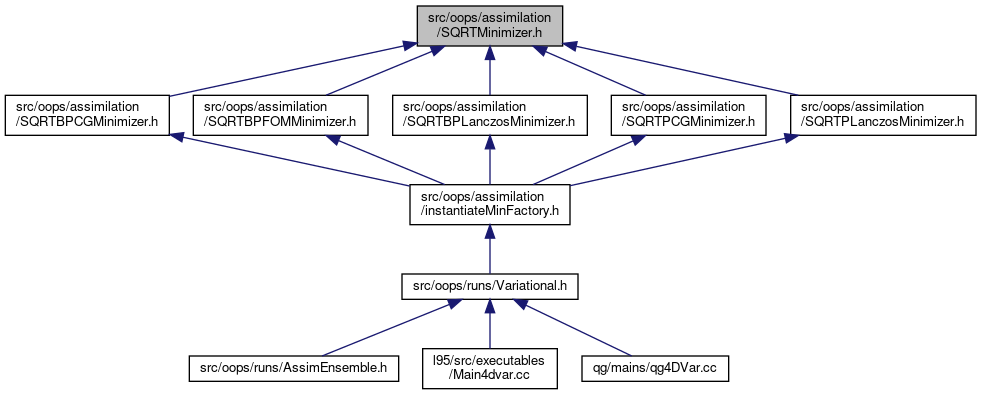 src/oops/assimilation
/SQRTMinimizer.h
src/oops/assimilation
/SQRTBPCGMinimizer.h
src/oops/assimilation
/SQRTBPFOMMinimizer.h
src/oops/assimilation
/SQRTBPLanczosMinimizer.h
src/oops/assimilation
/SQRTPCGMinimizer.h
src/oops/assimilation
/SQRTPLanczosMinimizer.h
src/oops/assimilation
/instantiateMinFactory.h
src/oops/runs/Variational.h
src/oops/runs/AssimEnsemble.h
l95/src/executables
/Main4dvar.cc
qg/mains/qg4DVar.cc